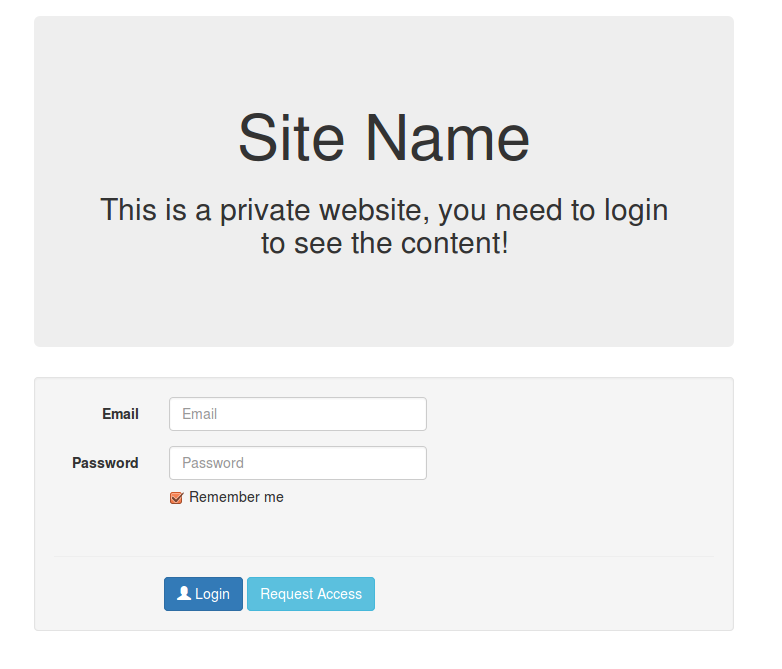 Site Name
This is a private website, you need to login
to see the content!
Email Email
Password Password
Remember me
Login Request Access